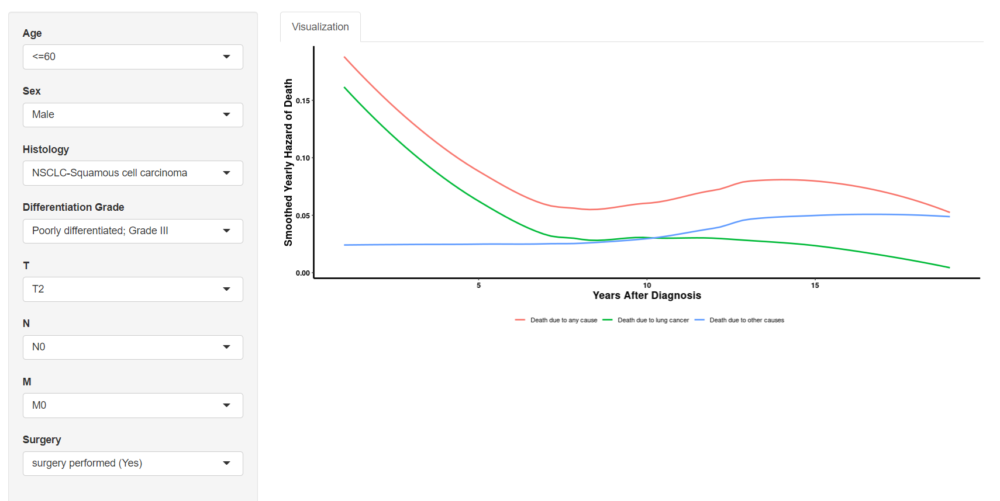 Age
<=60
Sex
Male
Histology
NSCLC-Squamous cell carcinoma
Differentiation Grade
Poorly differentiated; Grade III
T
T2
N
N0
M
M0
Surgery
surgery performed (Yes)
Visualization
Smoothed Yearly Hazard of Death
0.15
0.10
0.05
0.00
5 10 15
Years After Diagnosis
Death due to any cause Death due to lung cancer Death due to other causes